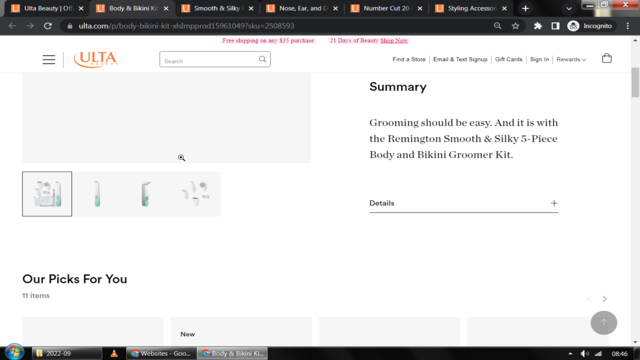 Ulta Beauty | Off
Body & Bikini Kit
Smooth & Silky
Nose, Ear, and D
Number Cut 20
Styling Accessor
ulta.com/p/body-bikini-kit-xlslmpprod15961049?sku=2508593
Incognito
Free shipping on any $35 purchase 21 Days of Beauty Shop Now
ULTA
BEAUTY
Search
Find a Store
Email & Text Signup
Gift Cards
Sign In
Rewards
Summary
Grooming should be easy. And it is with
the Remington Smooth & Silky 5-Piece
Body and Bikini Groomer Kit.
Details
Our Picks For You
11 items
New
2022-09
Websites - Goo...
Body & Bikini Ki...
08:46